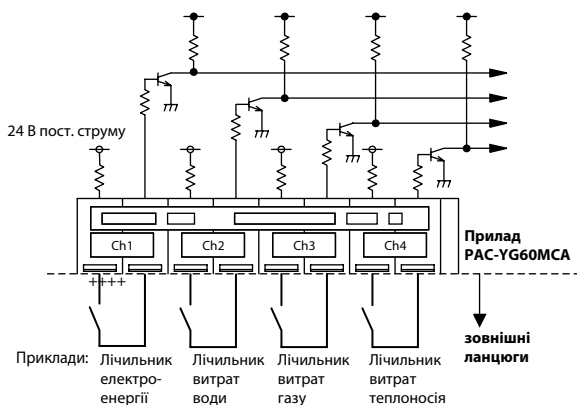 24 В пост. струму
Ch1 Ch2 Ch3 Ch4
Прилад
PAC-YG60MCA
++++
зовнішні
ланцюги
Приклади: Лічильник електро- енергії
Лічильник витрат води
Лічильник витрат газу
Лічильник витрат теплоносія